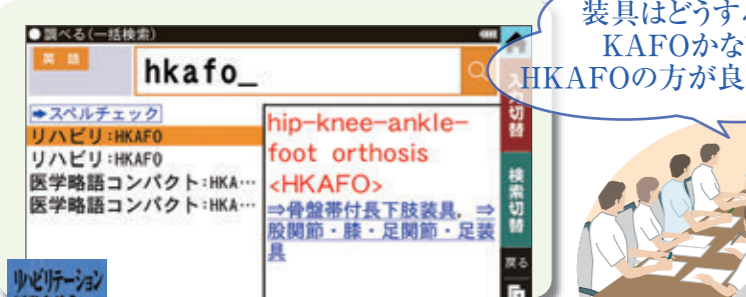 ●調べる(一括検索)
英語
hkafo_
➡スペルチェック
リハビリ:HKAFO
リハビリ:HKAFO
医学略語コンパクト:HKA…
医学略語コンパクト:HKA…
hip-knee-ankle-
foot orthosis
<HKAFO>
⇒骨盤帯付長下肢装具, ⇒
股関節・膝・足関節・足装
具
切替
検索切替
戻る
リハビリテーション
装具はどうす
KAFOかな
HKAFOの方が良